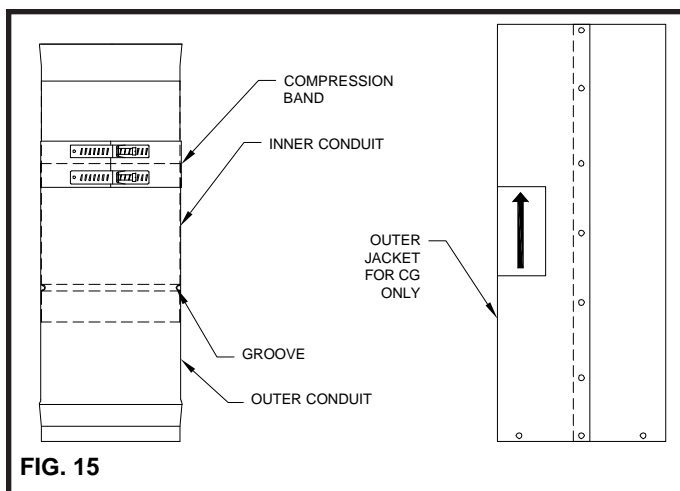 COMPRESSION
BAND
INNER CONDUIT
OUTER
JACKET
FOR CG
ONLY
GROOVE
OUTER CONDUIT
FIG. 15